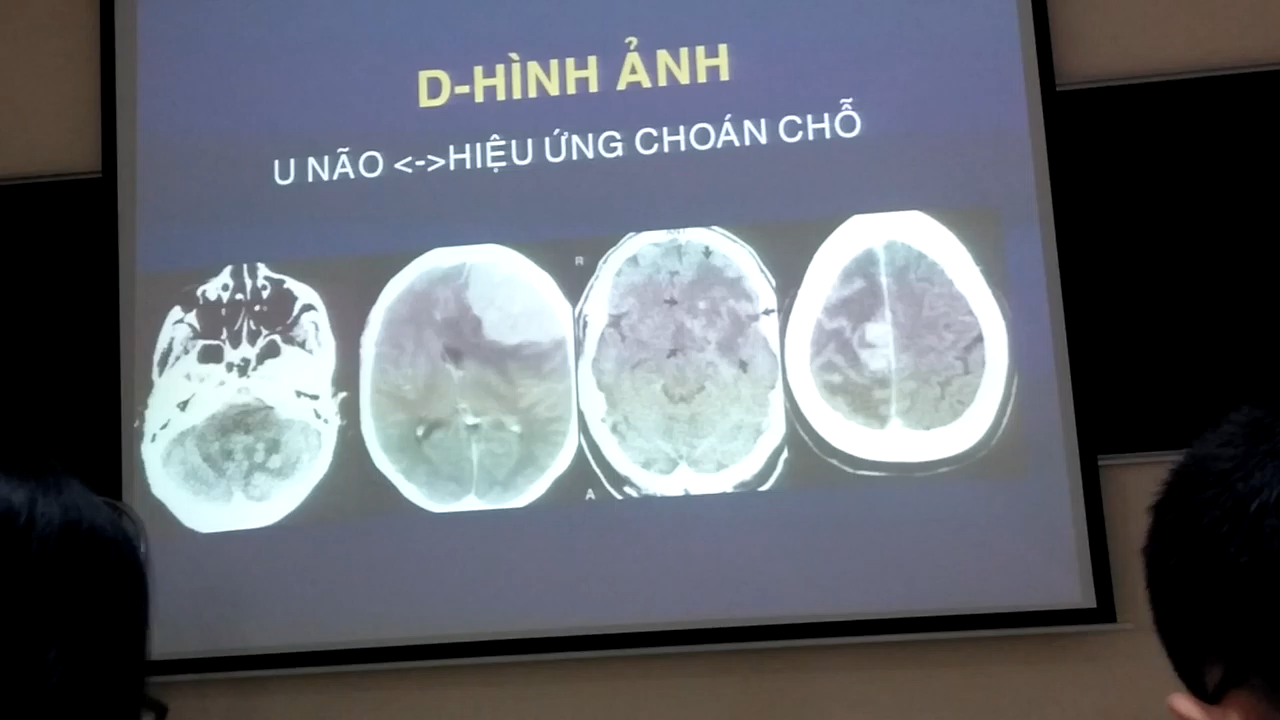 D-HÌNH ẢNH
U NÃO <->HIỆU ỨNG CHOÁN CHỖ
R
A